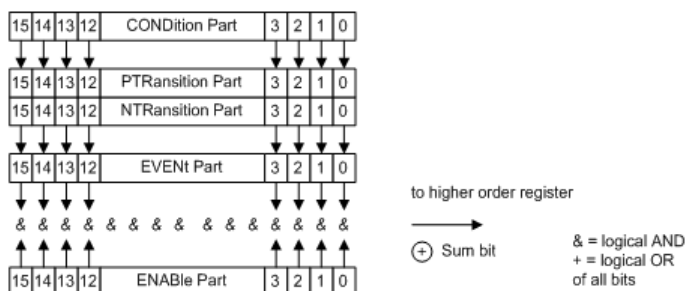 15 14 13 12 CONDition Part 3 2 1 0
15 14 13 12 PTRansition Part 3 2 1 0
15 14 13 12 NTRansition Part 3 2 1 0
15 14 13 12 EVENt Part 3 2 1 0
to higher order register
& & & & & & & & & & & & & & &
+ Sum bit
& = logical AND
+ = logical OR
of all bits
15 14 13 12 ENABle Part 3 2 1 0